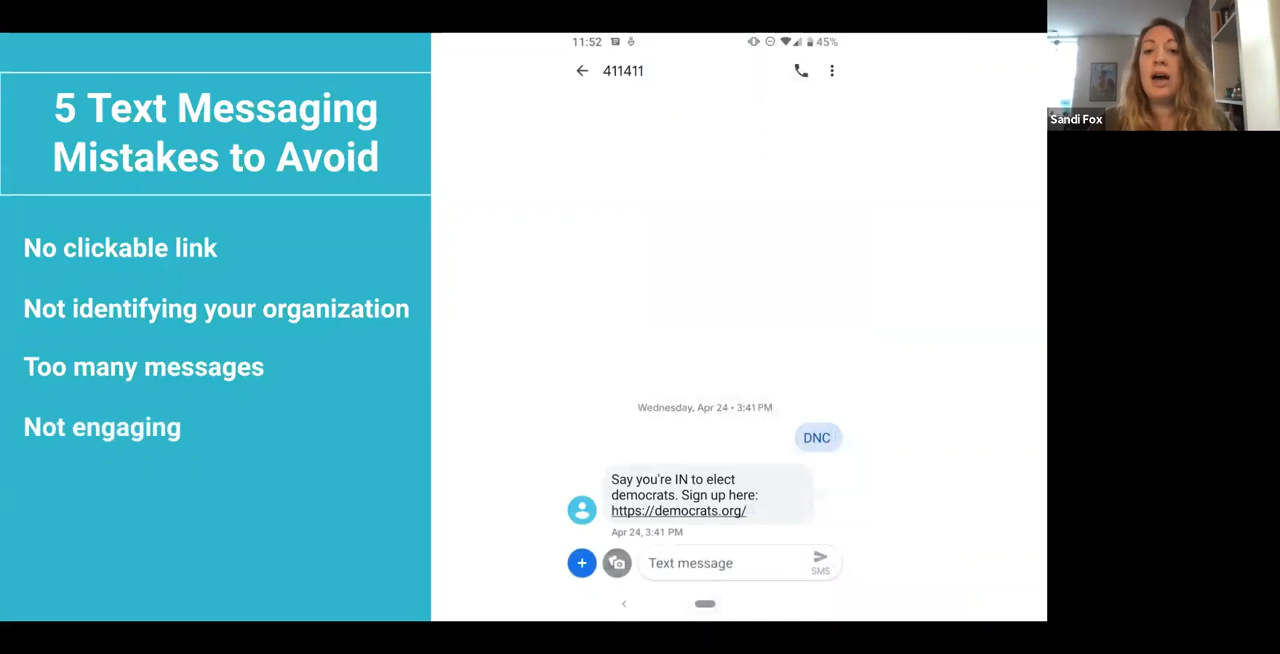 5 Text Messaging
Mistakes to Avoid
No clickable link
Not identifying your organization
Too many messages
Not engaging
11:52
45%
411411
Wednesday, Apr 24 • 3:41 PM
DNC
Say you're IN to elect
democrats. Sign up here:
https://democrats.org/
Apr 24, 3:41 PM
Text message
SMS
Sandi Fox